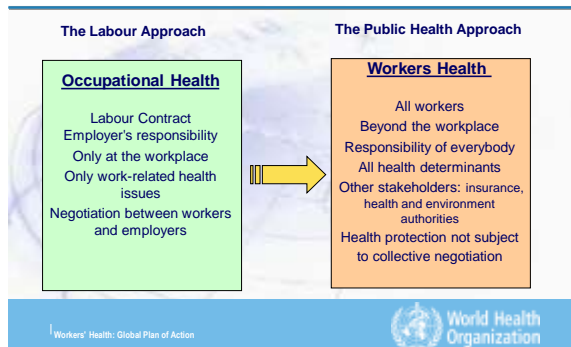 The Labour Approach
Occupational Health
Labour Contract
Employer's responsibility
Only at the workplace
Only work-related health
issues
Negotiation between workers
and employers
The Public Health Approach
Workers Health
All workers
Beyond the workplace
Responsibility of everybody
All health determinants
Other stakeholders: insurance,
health and environment
authorities
Health protection not subject
to collective negotiation
Workers' Health: Global Plan of Action
World Health
Organization